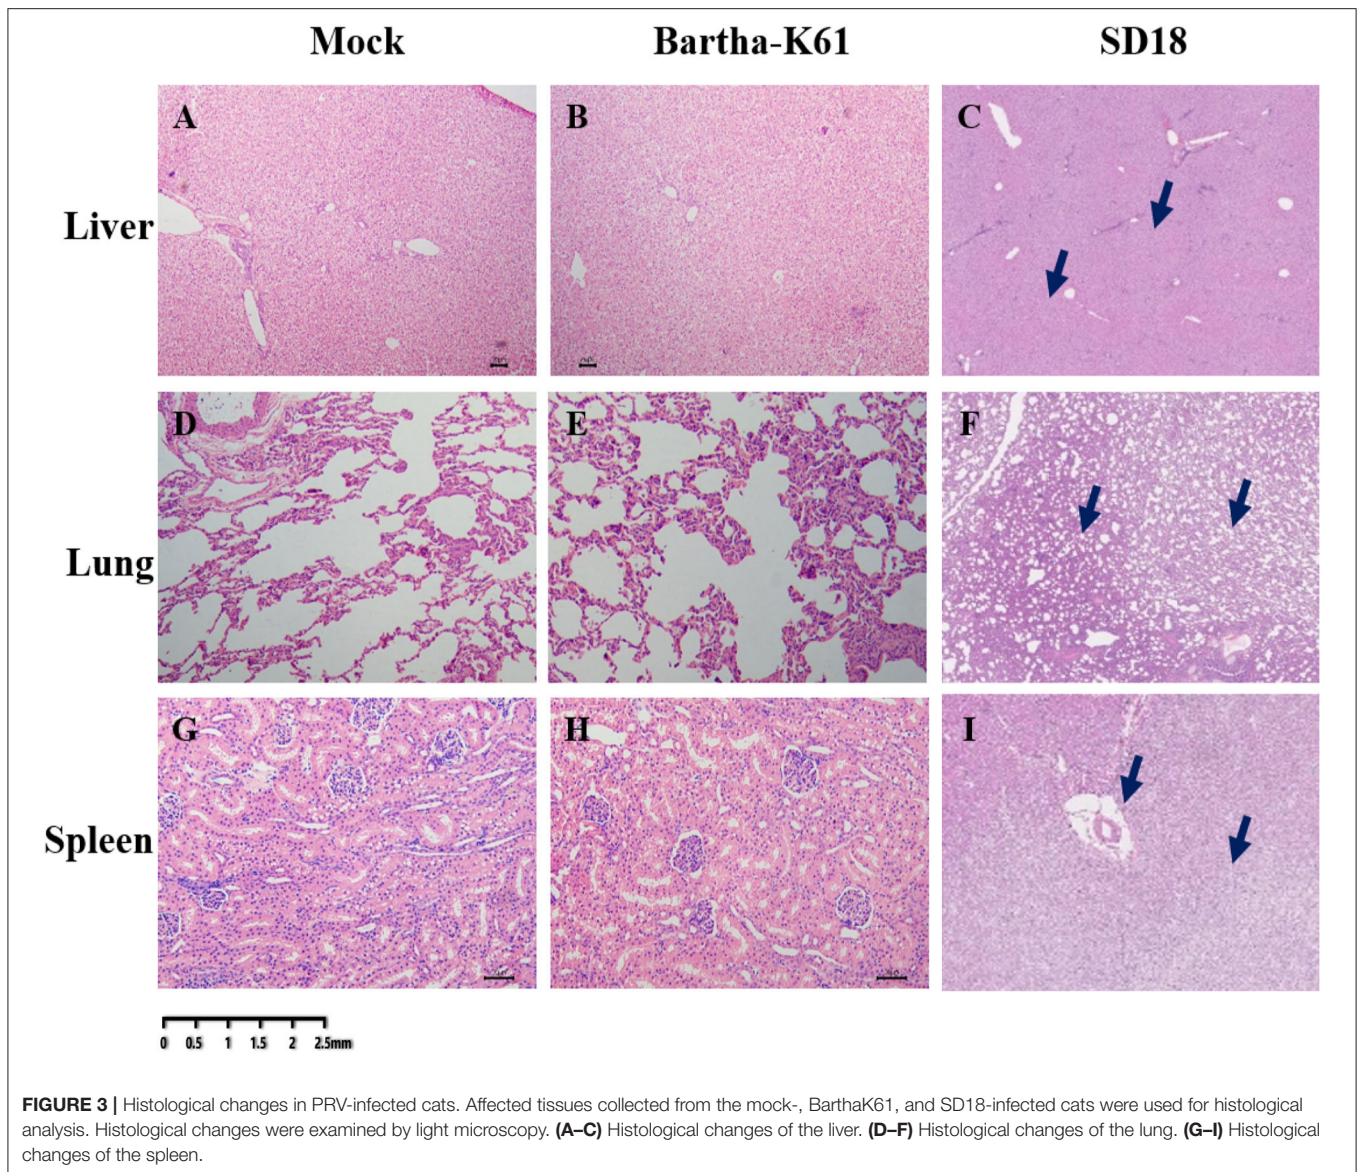 Mock Bartha-K61 SD18
A B C
Liver
D E F
Lung
G H I
Spleen
0 0.5 1 1.5 2 2.5mm
FIGURE 3 | Histological changes in PRV-infected cats. Affected tissues collected from the mock-, BarthaK61, and SD18-infected cats were used for histological
analysis. Histological changes were examined by light microscopy. (A–C) Histological changes of the liver. (D–F) Histological changes of the lung. (G–I) Histological
changes of the spleen.